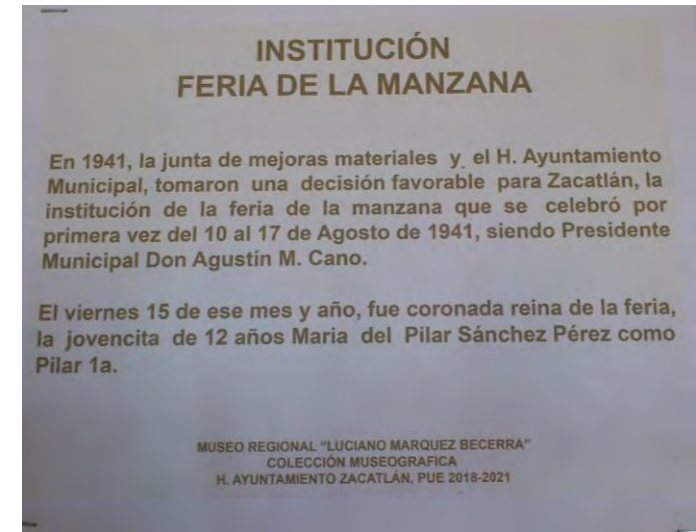 INSTITUCIÓN
FERIA DE LA MANZANA
En 1941, la junta de mejoras materiales y el H. Ayuntamiento
Municipal, tomaron una decisión favorable para Zacatlán, la
institución de la feria de la manzana que se celebró por
primera vez del 10 al 17 de Agosto de 1941, siendo Presidente
Municipal Don Agustín M. Cano.
El viernes 15 de ese mes y año, fue coronada reina de la feria,
la jovencita de 12 años Maria del Pilar Sánchez Pérez como
Pilar 1a.
MUSEO REGIONAL "LUCIANO MARQUEZ BECERRA"
COLECCIÓN MUSEOGRAFICA
H. AYUNTAMIENTO ZACATLÁN, PUE 2018-2021